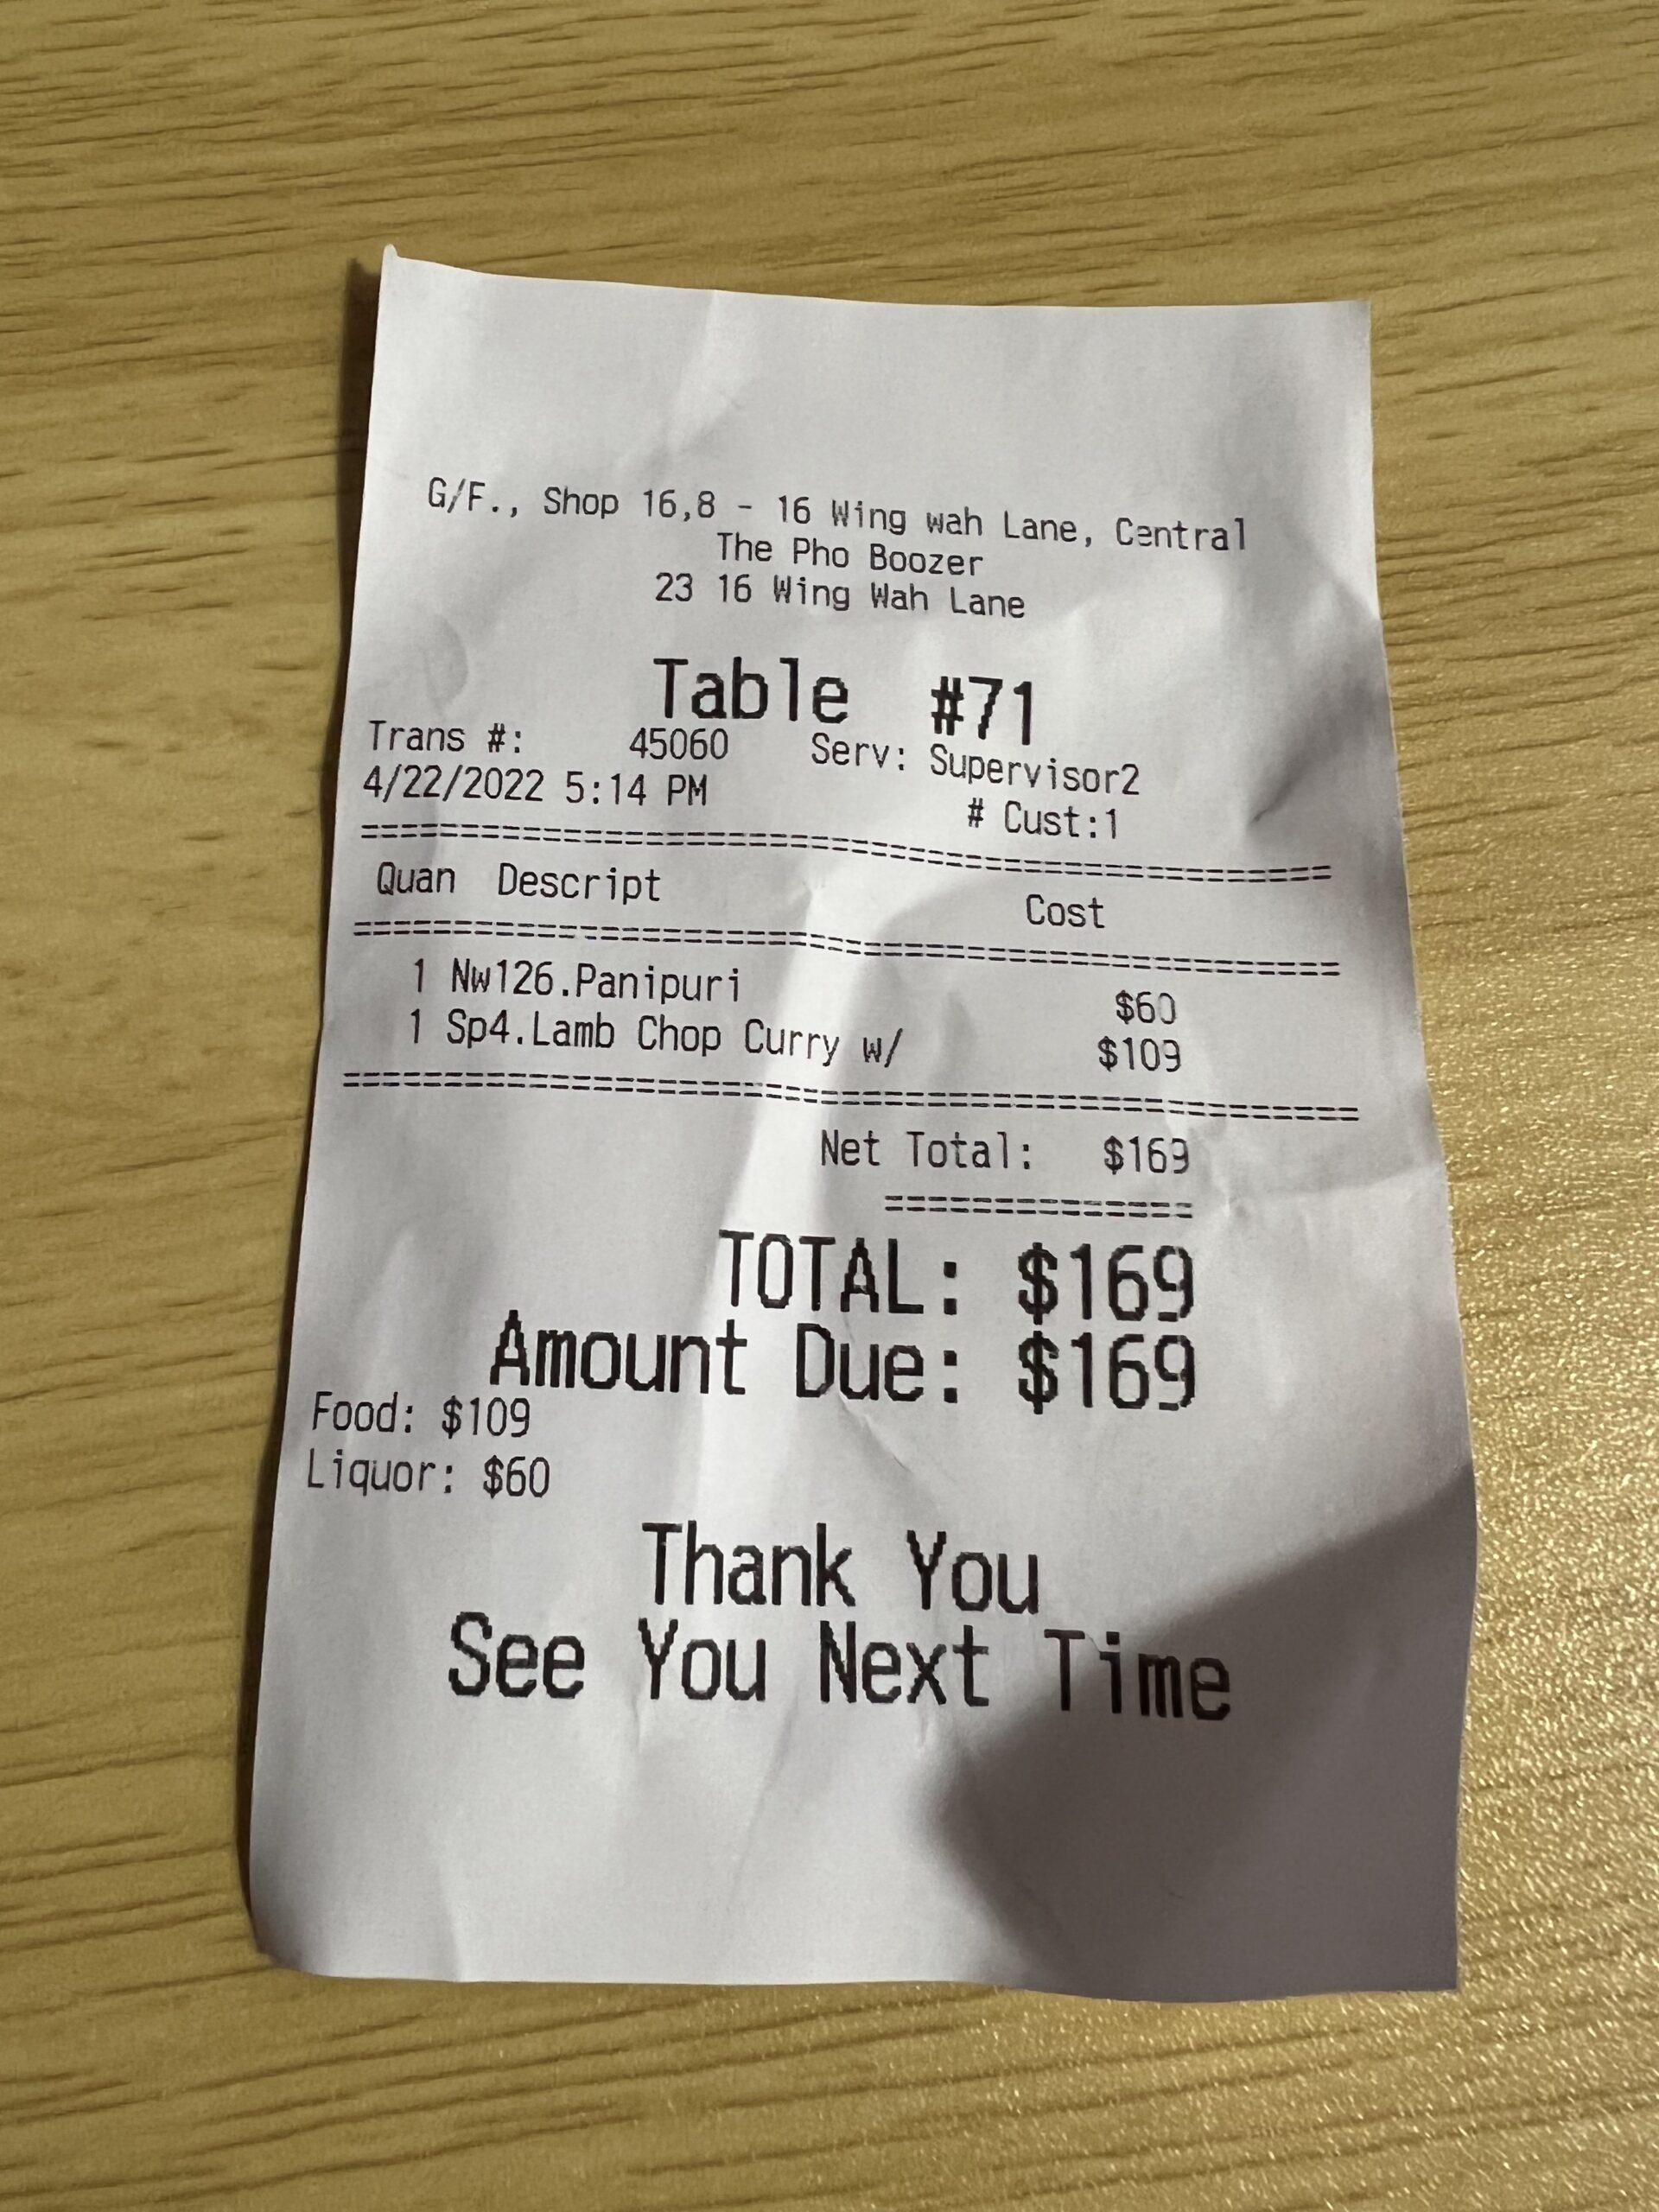 G/F., Shop 16,8 - 16 Wing wah Lane, Central
The Pho Boozer
23 16 Wing Wah Lane
Table #71
Trans #: 45060 Serv: Supervisor2
4/22/2022 5:14 PM # Cust:1
==========================================
Quan Descript Cost
==========================================
1 Nw126.Panipuri $60
1 Sp4.Lamb Chop Curry w/ $109
==========================================
Net Total: $169
==============
TOTAL: $169
Amount Due: $169
Food: $109
Liquor: $60
Thank You
See You Next Time